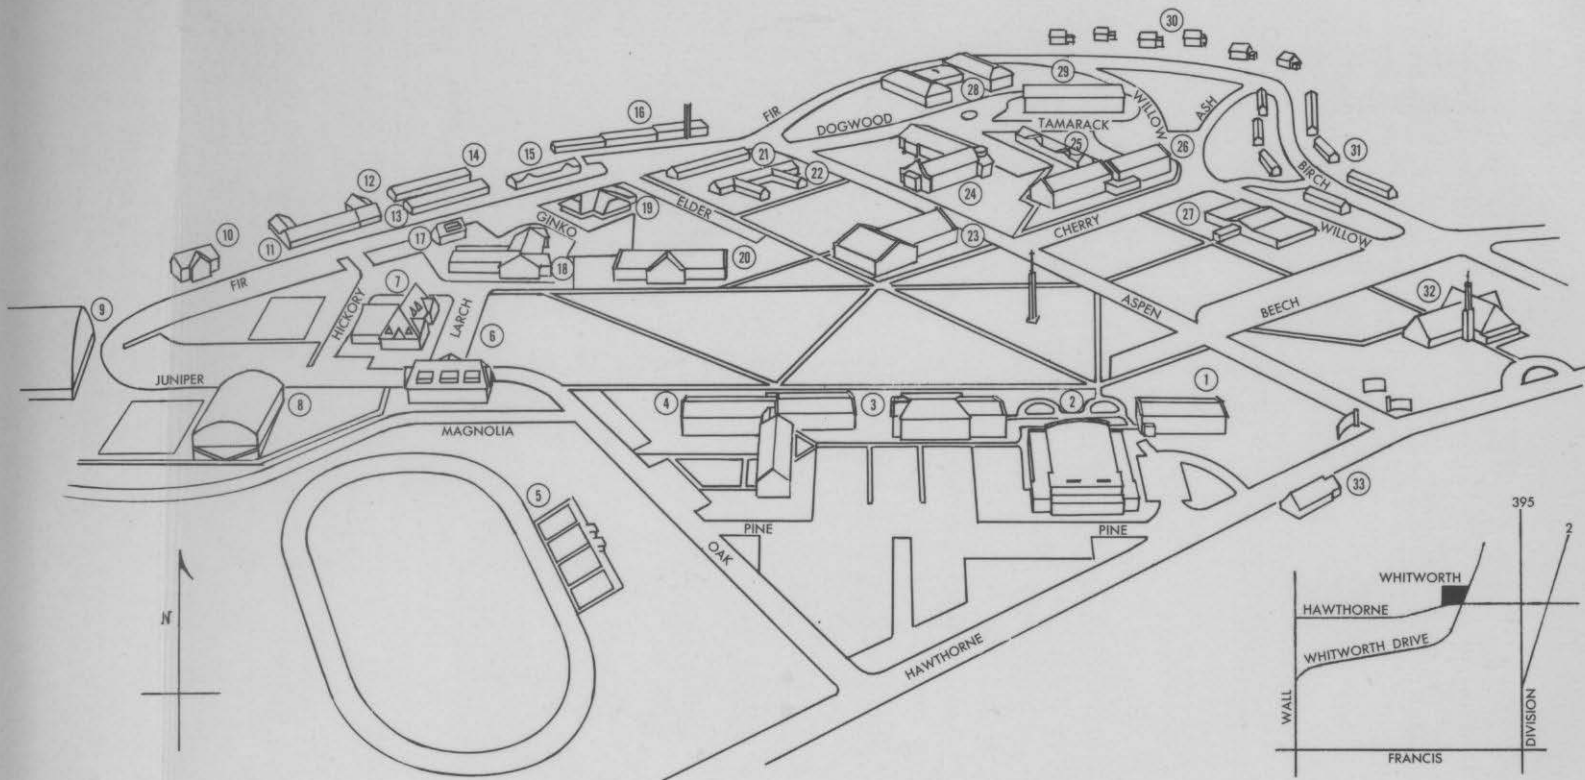 30
29
16
FIR
28
WILLOW
ASH
DOGWOOD
TAMARACK
14
15
21
25
26
31
12
22
BIRCH
13
24
19
ELDER
27
10
11
17
GINKO
23
CHERRY
WILLOW
18
20
FIR
7
32
9
HICKORY
LARCH
ASPEN
BEECH
6
JUNIPER
1
8
4
3
2
MAGNOLIA
33
5
PINE
PINE
OAK
HAWTHORNE
N
395
2
WHITWORTH
HAWTHORNE
WHITWORTH DRIVE
WALL
DIVISION
FRANCIS